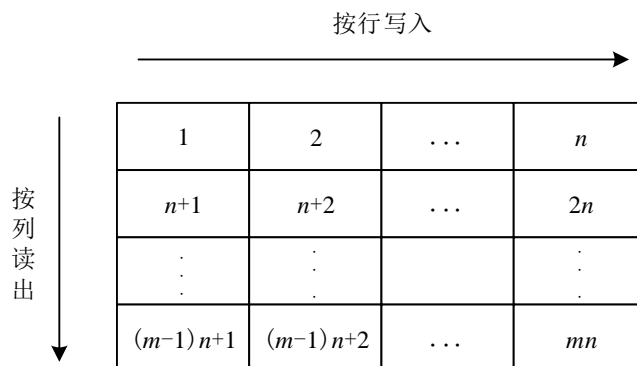 按行写入
按列读出
1 2 ... n
n+1 n+2 ... 2n
⋮ ⋮ ⋮
(m-1)n+1 (m-1)n+2 ... mn